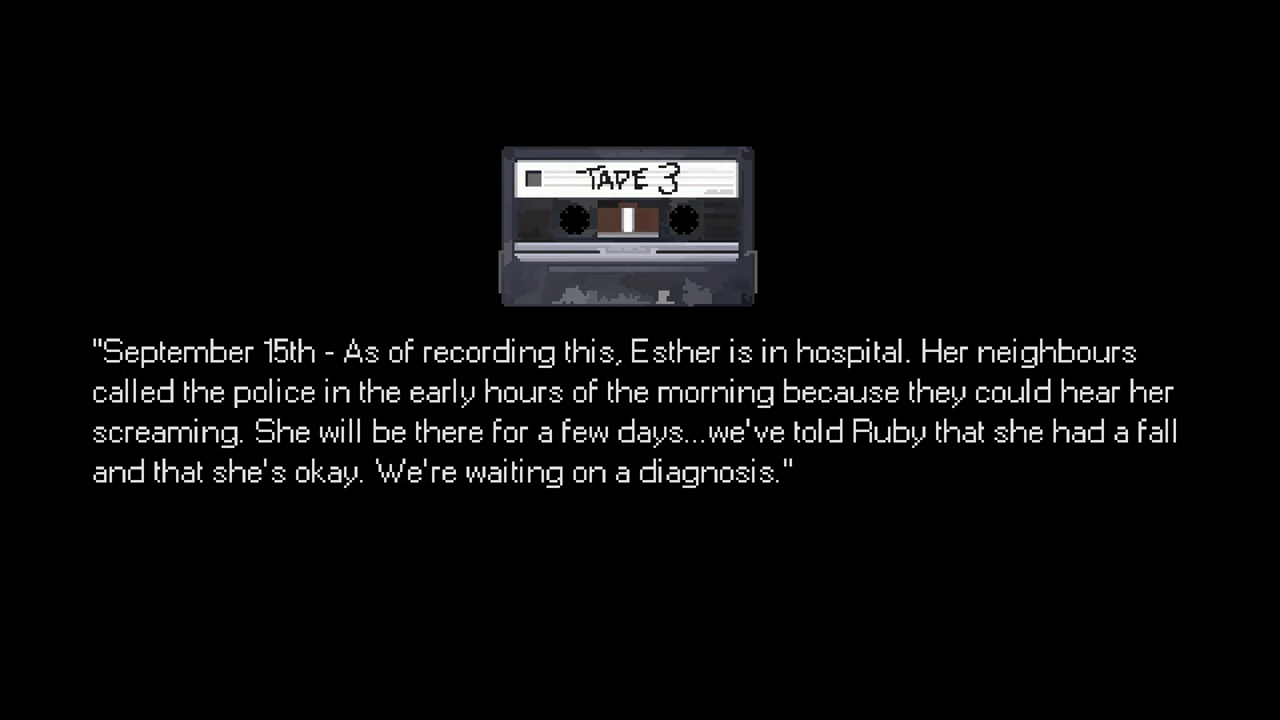 TAPE 3
"September 15th - As of recording this, Esther is in hospital. Her neighbours
called the police in the early hours of the morning because they could hear her
screaming. She will be there for a few days...we've told Ruby that she had a fall
and that she's okay. We're waiting on a diagnosis."